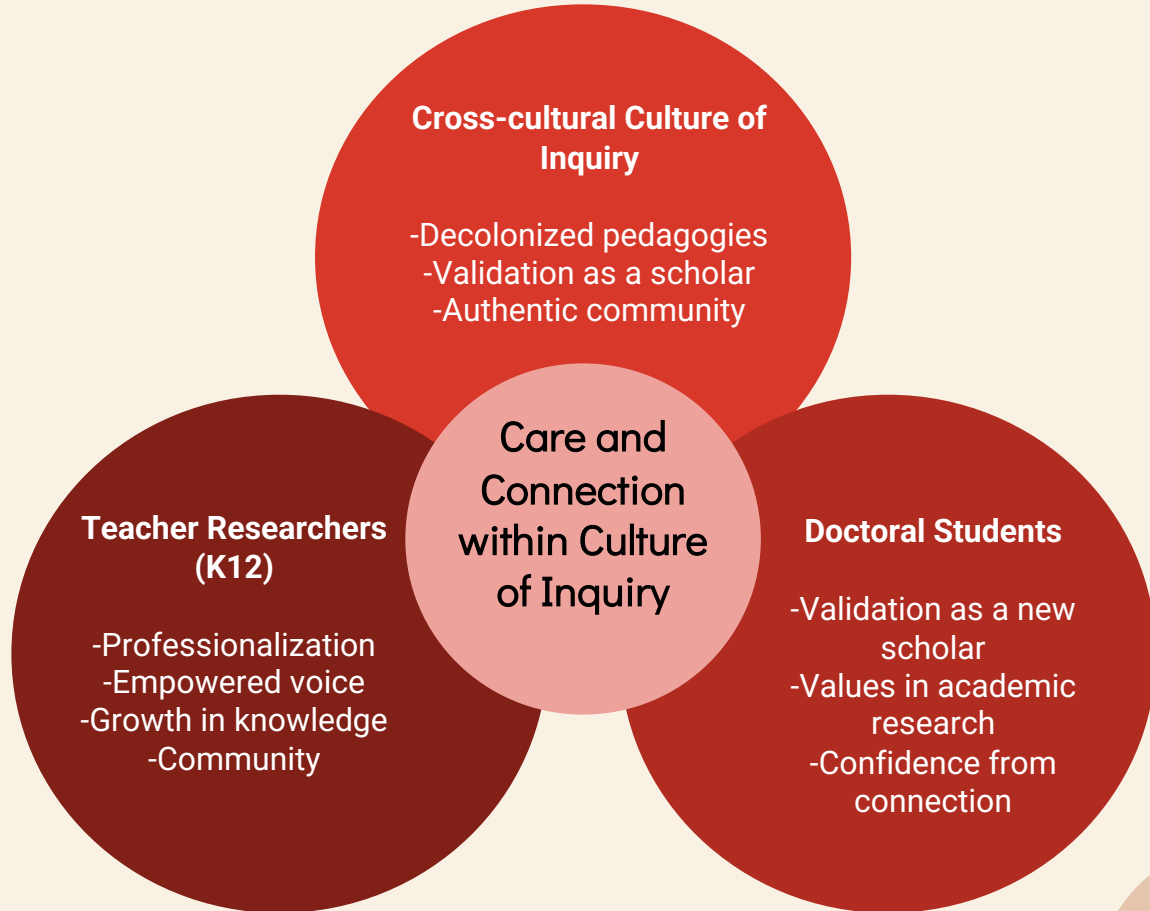 Cross-cultural Culture of
Inquiry
-Decolonized pedagogies
-Validation as a scholar
-Authentic community
Care and
Connection
within Culture
of Inquiry
Teacher Researchers
(K12)
-Professionalization
-Empowered voice
-Growth in knowledge
-Community
Doctoral Students
-Validation as a new
scholar
-Values in academic
research
-Confidence from
connection